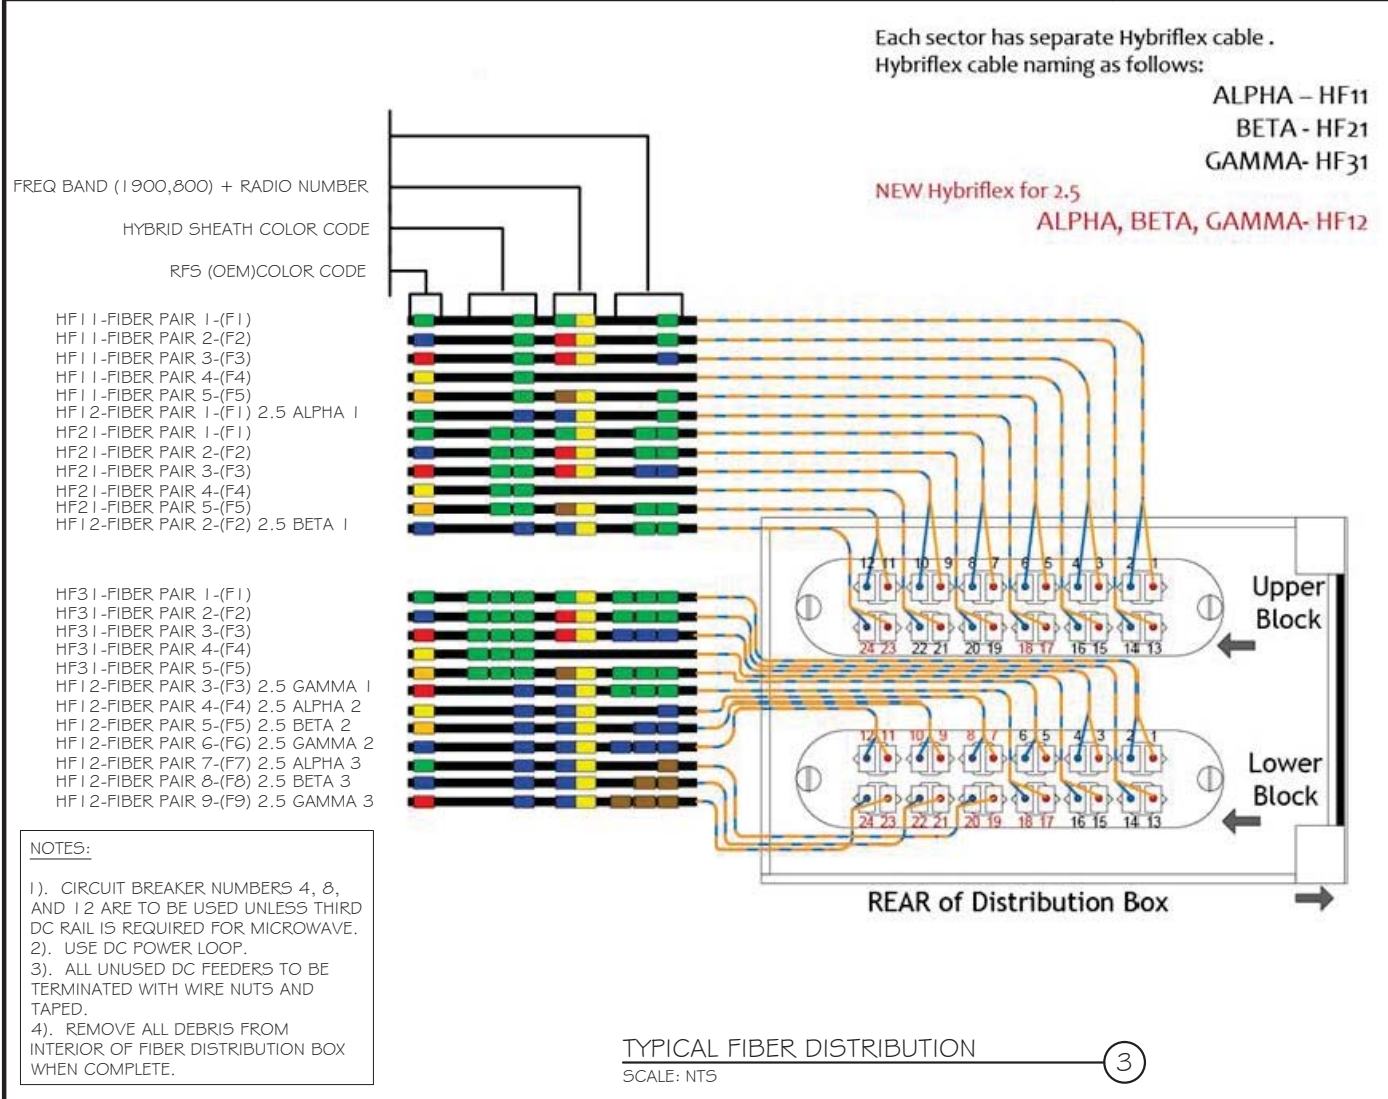 Each sector has separate Hybriflex cable .
Hybriflex cable naming as follows:
ALPHA – HF11
BETA - HF21
GAMMA- HF31
NEW Hybriflex for 2.5
ALPHA, BETA, GAMMA- HF12
FREQ BAND (1900,800) + RADIO NUMBER
HYBRID SHEATH COLOR CODE
RFS (OEM)COLOR CODE
HF11-FIBER PAIR 1-(F1)
HF11-FIBER PAIR 2-(F2)
HF11-FIBER PAIR 3-(F3)
HF11-FIBER PAIR 4-(F4)
HF11-FIBER PAIR 5-(F5)
HF12-FIBER PAIR 1-(F1) 2.5 ALPHA 1
HF21-FIBER PAIR 1-(F1)
HF21-FIBER PAIR 2-(F2)
HF21-FIBER PAIR 3-(F3)
HF21-FIBER PAIR 4-(F4)
HF21-FIBER PAIR 5-(F5)
HF12-FIBER PAIR 2-(F2) 2.5 BETA 1
HF31-FIBER PAIR 1-(F1)
HF31-FIBER PAIR 2-(F2)
HF31-FIBER PAIR 3-(F3)
HF31-FIBER PAIR 4-(F4)
HF31-FIBER PAIR 5-(F5)
HF12-FIBER PAIR 3-(F3) 2.5 GAMMA 1
HF12-FIBER PAIR 4-(F4) 2.5 ALPHA 2
HF12-FIBER PAIR 5-(F5) 2.5 BETA 2
HF12-FIBER PAIR 6-(F6) 2.5 GAMMA 2
HF12-FIBER PAIR 7-(F7) 2.5 ALPHA 3
HF12-FIBER PAIR 8-(F8) 2.5 BETA 3
HF12-FIBER PAIR 9-(F9) 2.5 GAMMA 3
12 11 10 9 8 7 6 5 4 3 2 1
24 23 22 21 20 19 18 17 16 15 14 13
Upper
Block
12 11 10 9 8 7 6 5 4 3 2 1
24 23 22 21 20 19 18 17 16 15 14 13
Lower
Block
REAR of Distribution Box
NOTES:
1). CIRCUIT BREAKER NUMBERS 4, 8,
AND 12 ARE TO BE USED UNLESS THIRD
DC RAIL IS REQUIRED FOR MICROWAVE.
2). USE DC POWER LOOP.
3). ALL UNUSED DC FEEDERS TO BE
TERMINATED WITH WIRE NUTS AND
TAPED.
4). REMOVE ALL DEBRIS FROM
INTERIOR OF FIBER DISTRIBUTION BOX
WHEN COMPLETE.
TYPICAL FIBER DISTRIBUTION
3
SCALE: NTS